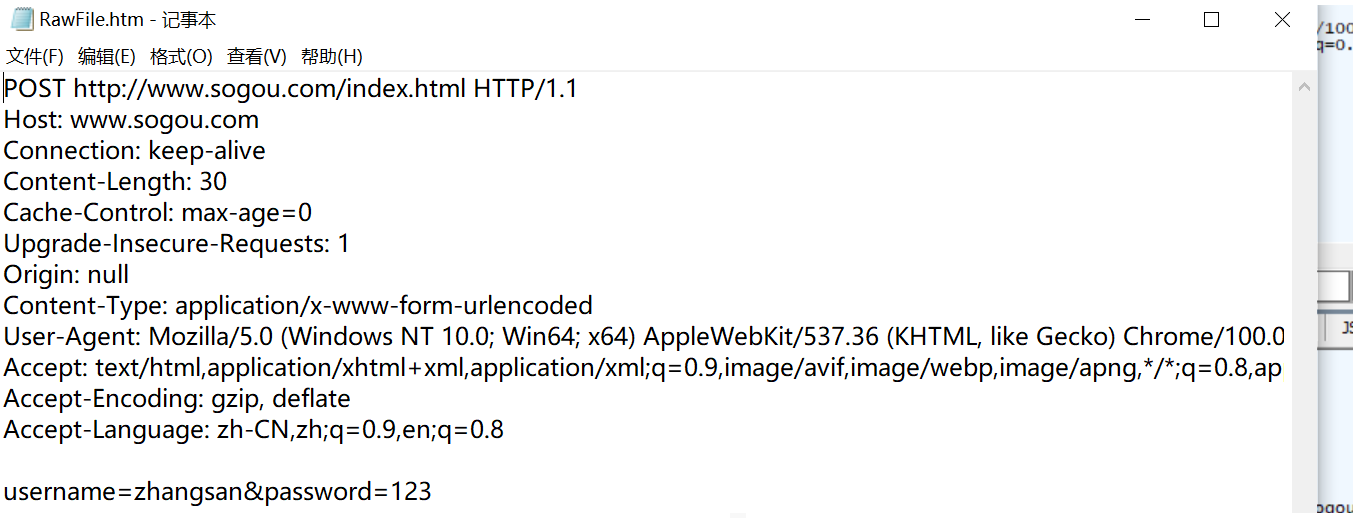 RawFile.htm - 记事本
文件(F) 编辑(E) 格式(O) 查看(V) 帮助(H)
POST http://www.sogou.com/index.html HTTP/1.1
Host: www.sogou.com
Connection: keep-alive
Content-Length: 30
Cache-Control: max-age=0
Upgrade-Insecure-Requests: 1
Origin: null
Content-Type: application/x-www-form-urlencoded
User-Agent: Mozilla/5.0 (Windows NT 10.0; Win64; x64) AppleWebKit/537.36 (KHTML, like Gecko) Chrome/100.0
Accept: text/html,application/xhtml+xml,application/xml;q=0.9,image/avif,image/webp,image/apng,*/*;q=0.8,ap
Accept-Encoding: gzip, deflate
Accept-Language: zh-CN,zh;q=0.9,en;q=0.8
username=zhangsan&password=123
/100
q=0.